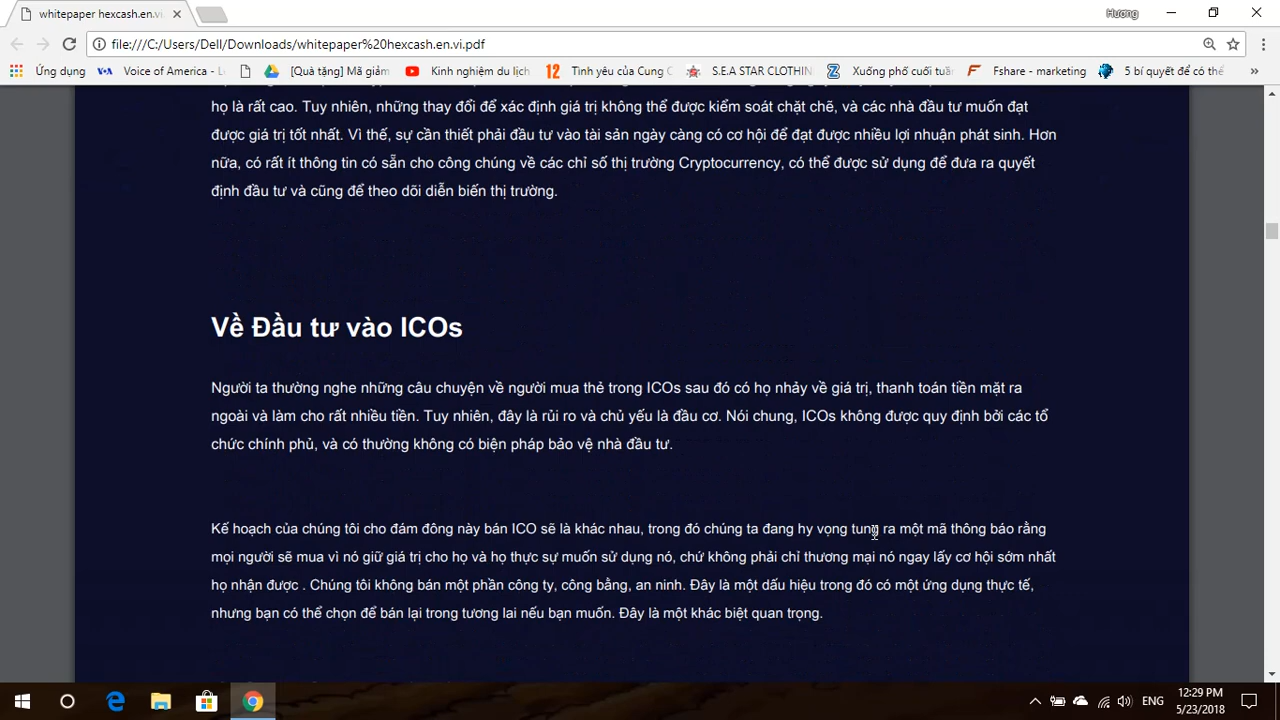 whitepaper hexcash.en.vi.
Hương
file:///C:/Users/Dell/Downloads/whitepaper%20hexcash.en.vi.pdf
Ứng dụng
VOA
Voice of America - L
[Quà tặng] Mã giảm
Kinh nghiệm du lịch
12
Tình yêu của Cung
S.E.A STAR CLOTHIN
Z
Xuống phố cuối tuần
F
Fshare - marketing
5 bí quyết để có thể
»
họ là rất cao. Tuy nhiên, những thay đổi để xác định giá trị không thể được kiểm soát chặt chẽ, và các nhà đầu tư muốn đạt
được giá trị tốt nhất. Vì thế, sự cần thiết phải đầu tư vào tài sản ngày càng có cơ hội để đạt được nhiều lợi nhuận phát sinh. Hơn
nữa, có rất ít thông tin có sẵn cho công chúng về các chỉ số thị trường Cryptocurrency, có thể được sử dụng để đưa ra quyết
định đầu tư và cũng để theo dõi diễn biến thị trường.
Về Đầu tư vào ICOs
Người ta thường nghe những câu chuyện về người mua thẻ trong ICOs sau đó có họ nhảy về giá trị, thanh toán tiền mặt ra
ngoài và làm cho rất nhiều tiền. Tuy nhiên, đây là rủi ro và chủ yếu là đầu cơ. Nói chung, ICOs không được quy định bởi các tổ
chức chính phủ, và có thường không có biện pháp bảo vệ nhà đầu tư.
Kế hoạch của chúng tôi cho đám đông này bán ICO sẽ là khác nhau, trong đó chúng ta đang hy vọng tung ra một mã thông báo rằng
mọi người sẽ mua vì nó giữ giá trị cho họ và họ thực sự muốn sử dụng nó, chứ không phải chỉ thương mại nó ngay lấy cơ hội sớm nhất
họ nhận được . Chúng tôi không bán một phần công ty, công bằng, an ninh. Đây là một dấu hiệu trong đó có một ứng dụng thực tế,
nhưng bạn có thể chọn để bán lại trong tương lai nếu bạn muốn. Đây là một khác biệt quan trọng.
ENG
12:29 PM
5/23/2018